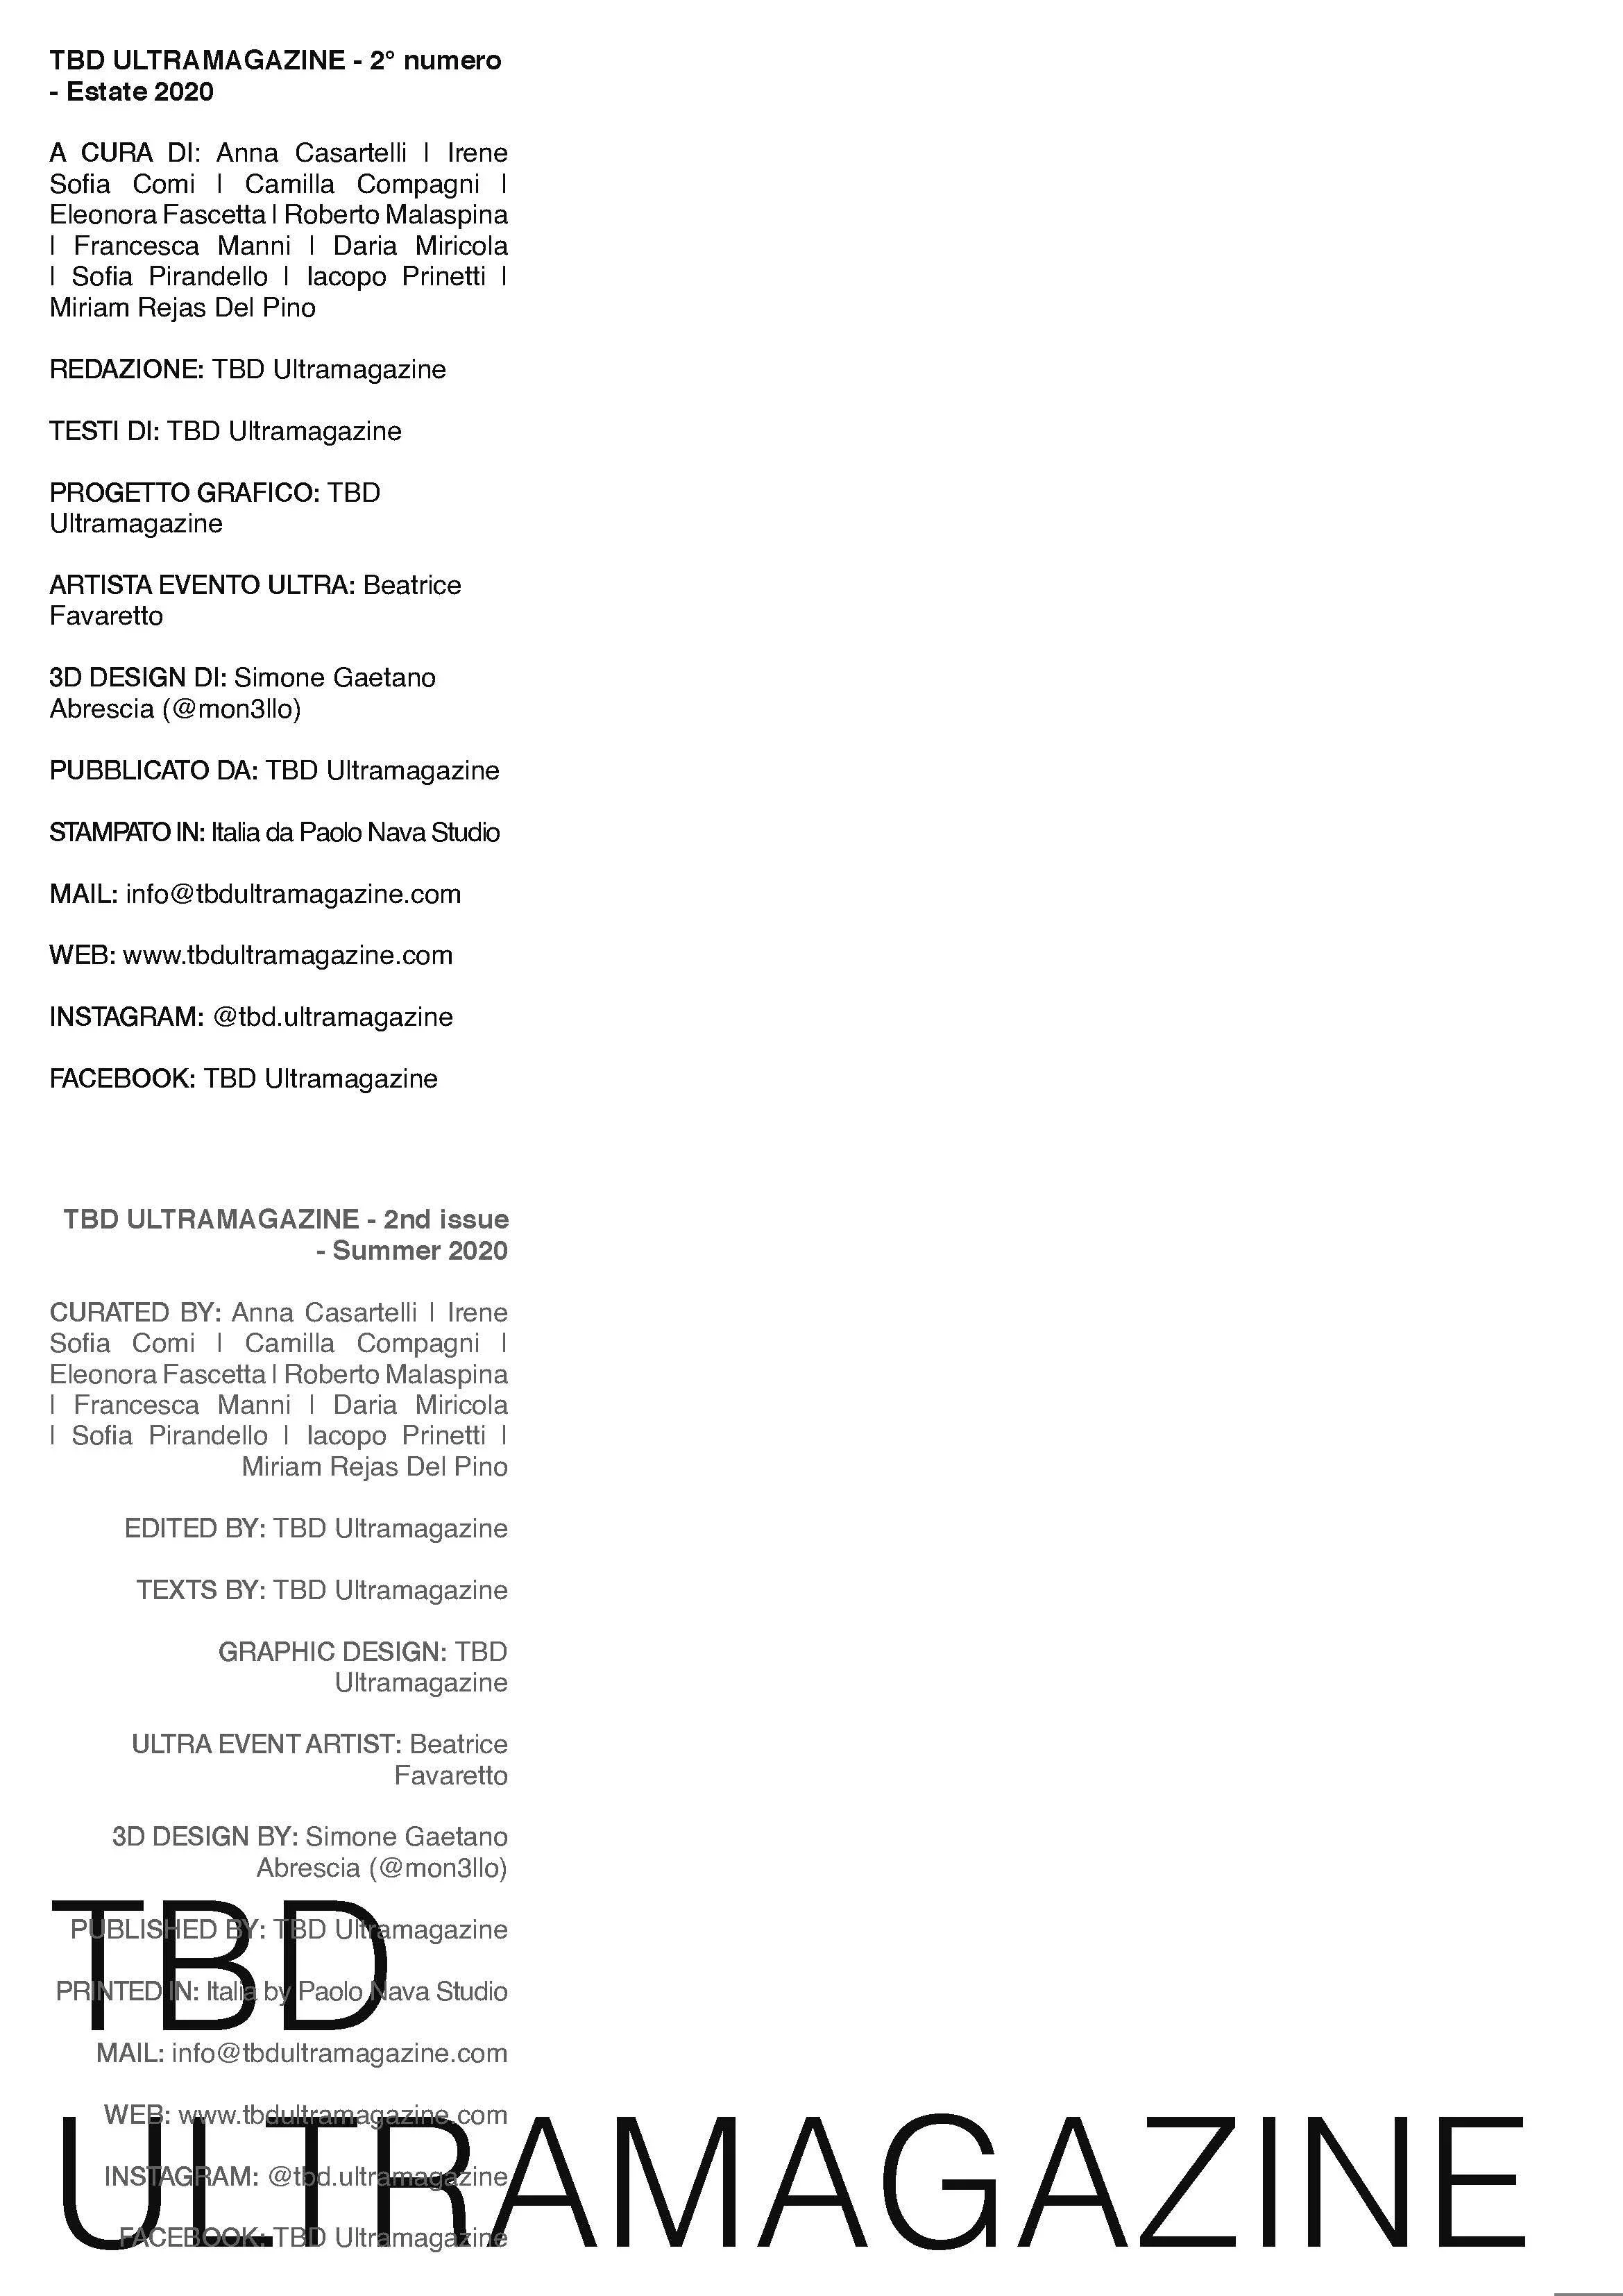 TBD ULTRAMAGAZINE - 2° numero
- Estate 2020
A CURA DI: Anna Casartelli | Irene
Sofia Comi | Camilla Compagni |
Eleonora Fascetta | Roberto Malaspina
| Francesca Manni | Daria Miricola
| Sofia Pirandello | Iacopo Prinetti |
Miriam Rejas Del Pino
REDAZIONE: TBD Ultramagazine
TESTI DI: TBD Ultramagazine
PROGETTO GRAFICO: TBD
Ultramagazine
ARTISTA EVENTO ULTRA: Beatrice
Favaretto
3D DESIGN DI: Simone Gaetano
Abrescia (@mon3llo)
PUBBLICATO DA: TBD Ultramagazine
STAMPATO IN: Italia da Paolo Nava Studio
MAIL: info@tbdultramagazine.com
WEB: www.tbdultramagazine.com
INSTAGRAM: @tbd.ultramagazine
FACEBOOK: TBD Ultramagazine
TBD ULTRAMAGAZINE - 2nd issue
- Summer 2020
CURATED BY: Anna Casartelli | Irene
Sofia Comi | Camilla Compagni |
Eleonora Fascetta | Roberto Malaspina
| Francesca Manni | Daria Miricola
| Sofia Pirandello | Iacopo Prinetti |
Miriam Rejas Del Pino
EDITED BY: TBD Ultramagazine
TEXTS BY: TBD Ultramagazine
GRAPHIC DESIGN: TBD
Ultramagazine
ULTRA EVENT ARTIST: Beatrice
Favaretto
3D DESIGN BY: Simone Gaetano
Abrescia (@mon3llo)
PUBLISHED BY: TBD Ultramagazine
PRINTED IN: Italia by Paolo Nava Studio
MAIL: info@tbdultramagazine.com
WEB: www.tbdultramagazine.com
INSTAGRAM: @tbd.ultramagazine
FACEBOOK: TBD Ultramagazine
TBD
ULTRAMAGAZINE